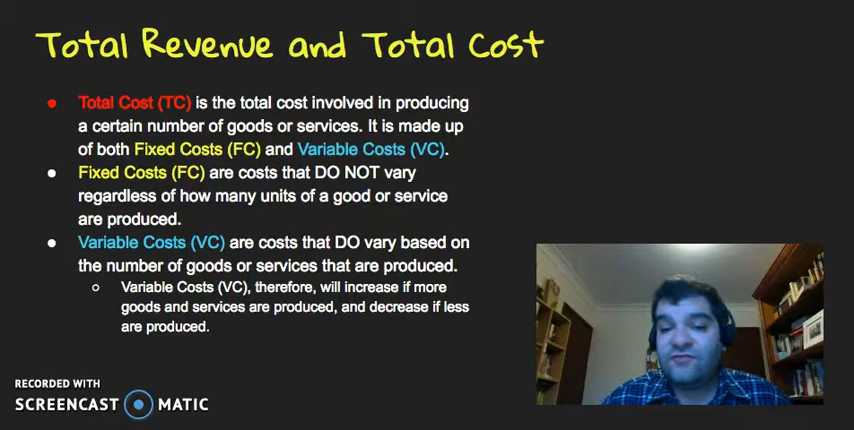 Total Revenue and Total Cost
Total Cost (TC) is the total cost involved in producing
a certain number of goods or services. It is made up
of both Fixed Costs (FC) and Variable Costs (VC).
Fixed Costs (FC) are costs that DO NOT vary
regardless of how many units of a good or service
are produced.
Variable Costs (VC) are costs that DO vary based on
the number of goods or services that are produced.
Variable Costs (VC), therefore, will increase if more
goods and services are produced, and decrease if less
are produced.
RECORDED WITH
SCREENCAST MATIC